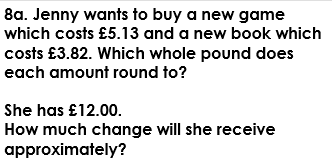 8a. Jenny wants to buy a new game
which costs £5.13 and a new book which
costs £3.82. Which whole pound does
each amount round to?
She has £12.00.
How much change will she receive
approximately?